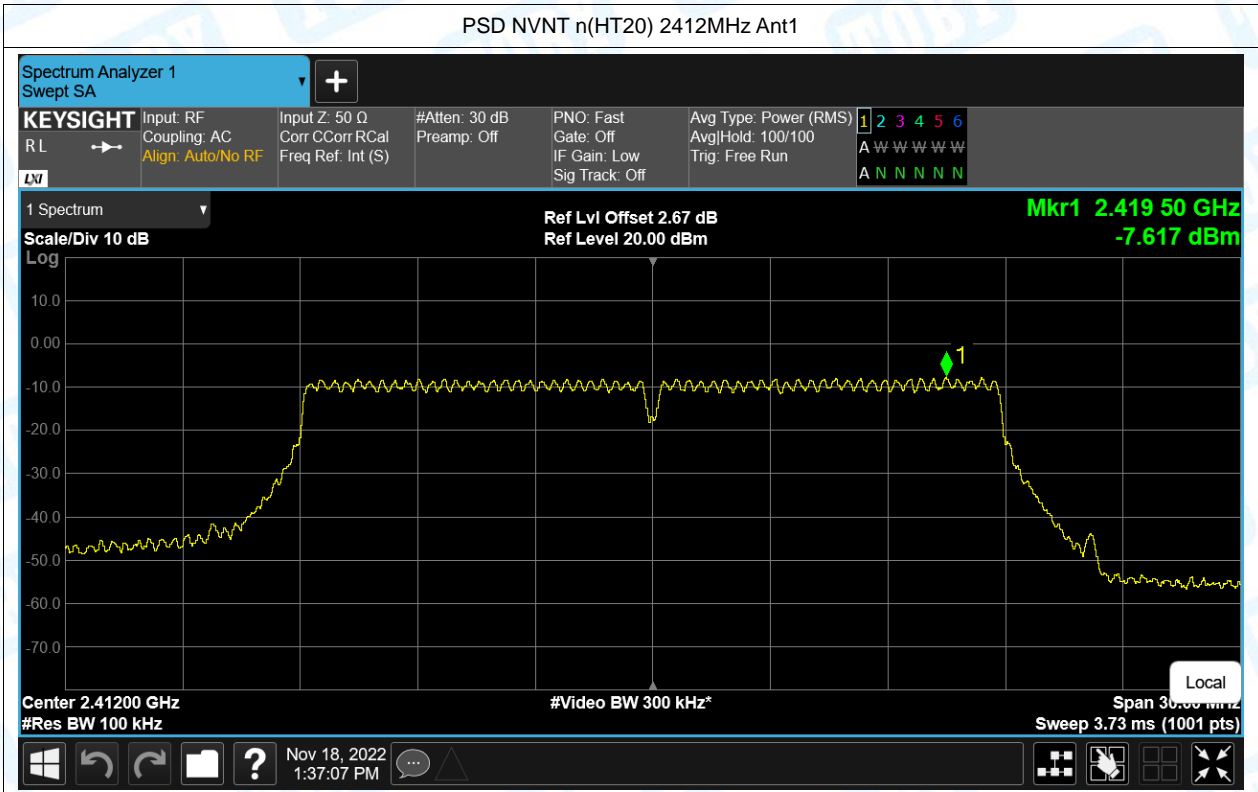 PSD NVNT n(HT20) 2412MHz Ant1
Spectrum Analyzer 1
Swept SA
+
KEYSIGHT
R L
LXI
Input: RF
Coupling: AC
Align: Auto/No RF
Input Z: 50 Ω
Corr CCorr RCal
Freq Ref: Int (S)
#Atten: 30 dB
Preamp: Off
PNO: Fast
Gate: Off
IF Gain: Low
Sig Track: Off
Avg Type: Power (RMS)
Avg|Hold: 100/100
Trig: Free Run
1 2 3 4 5 6
A W W W W W
A N N N N N
1 Spectrum
Scale/Div 10 dB
Ref Lvl Offset 2.67 dB
Ref Level 20.00 dBm
Mkr1 2.419 50 GHz
-7.617 dBm
Log
10.0
0.00
-10.0
-20.0
-30.0
-40.0
-50.0
-60.0
-70.0
1
Local
Center 2.41200 GHz
#Res BW 100 kHz
#Video BW 300 kHz*
Span 30.00 MHz
Sweep 3.73 ms (1001 pts)
?
Nov 18, 2022
1:37:07 PM